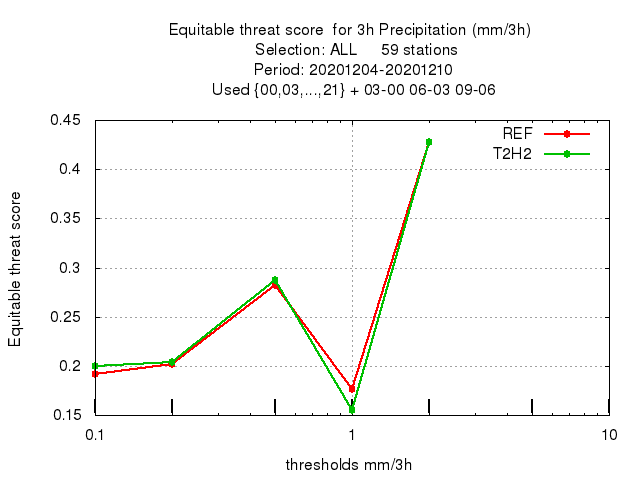 Equitable threat score  for 3h Precipitation (mm/3h)
Selection: ALL     59 stations
Period: 20201204-20201210
Used {00,03,...,21} + 03-00 06-03 09-06
REF
T2H2
Equitable threat score
0.45
0.4
0.35
0.3
0.25
0.2
0.15
0.1
1
10
thresholds mm/3h